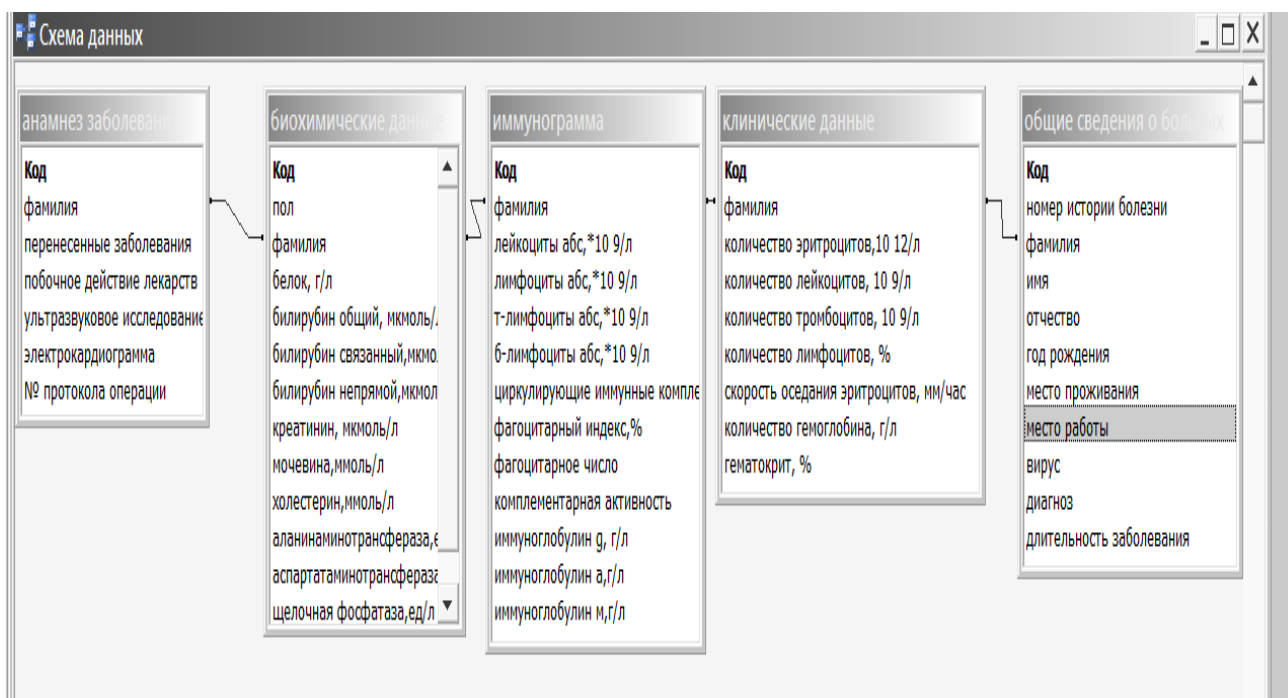 Схема данных
анамнез заболевани
Код
фамилия
перенесенные заболевания
побочное действие лекарств
ультразвуковое исследование
электрокардиограмма
№ протокола операции
биохимические данные
Код
пол
фамилия
белок, г/л
билирубин общий, мкмоль/
билирубин связанный,мкмо
билирубин непрямой,мкмол
креатинин, мкмоль/л
мочевина,ммоль/л
холестерин,ммоль/л
аланинаминотрансфераза,е
аспартатаминотрансфераза
щелочная фосфатаза,ед/л
иммунограмма
Код
фамилия
лейкоциты абс,*10 9/л
лимфоциты абс,*10 9/л
т-лимфоциты абс,*10 9/л
б-лимфоциты абс,*10 9/л
циркулирующие иммунные компле
фагоцитарный индекс,%
фагоцитарное число
комплементарная активность
иммуноглобулин g, г/л
иммуноглобулин а,г/л
иммуноглобулин м,г/л
клинические данные
Код
фамилия
количество эритроцитов,10 12/л
количество лейкоцитов, 10 9/л
количество тромбоцитов, 10 9/л
количество лимфоцитов, %
скорость оседания эритроцитов, мм/час
количество гемоглобина, г/л
гематокрит, %
общие сведения о больных
Код
номер истории болезни
фамилия
имя
отчество
год рождения
место проживания
место работы
вирус
диагноз
длительность заболевания